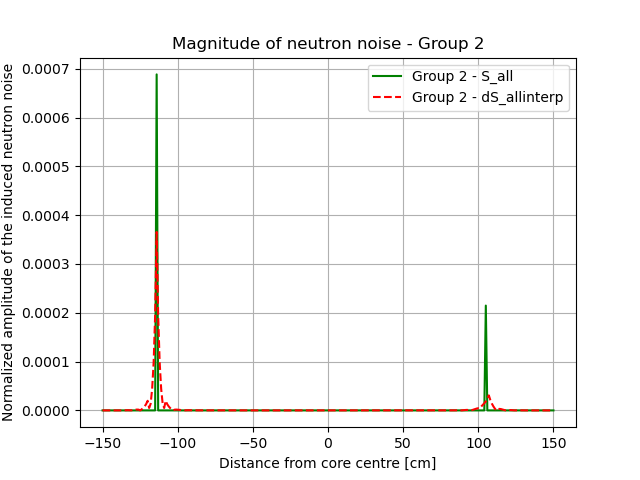 Magnitude of neutron noise - Group 2
Normalized amplitude of the induced neutron noise
0.0007
0.0006
0.0005
0.0004
0.0003
0.0002
0.0001
0.0000
Group 2 - S_all
Group 2 - dS_allinterp
−150 −100 −50 0 50 100 150
Distance from core centre [cm]